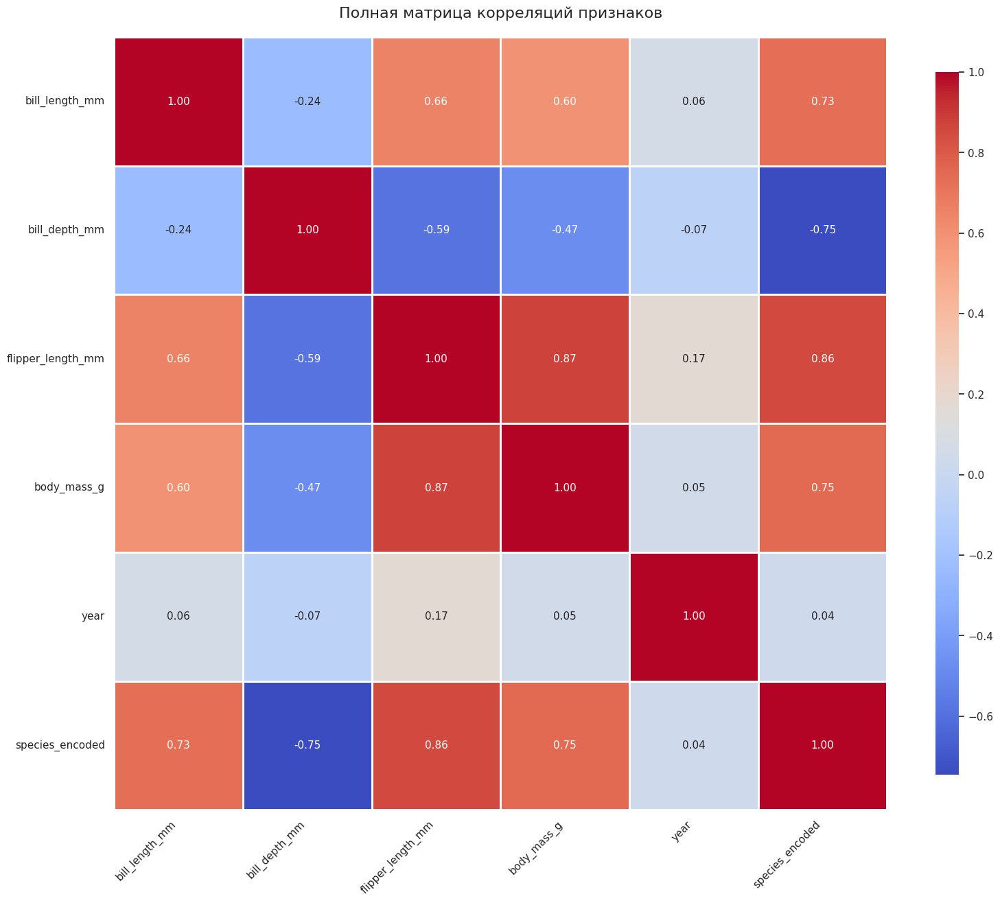 Полная матрица корреляций признаков
bill_length_mm 1.00 -0.24 0.66 0.60 0.06 0.73
bill_depth_mm -0.24 1.00 -0.59 -0.47 -0.07 -0.75
flipper_length_mm 0.66 -0.59 1.00 0.87 0.17 0.86
body_mass_g 0.60 -0.47 0.87 1.00 0.05 0.75
year 0.06 -0.07 0.17 0.05 1.00 0.04
species_encoded 0.73 -0.75 0.86 0.75 0.04 1.00
bill_length_mm
bill_depth_mm
flipper_length_mm
body_mass_g
year
species_encoded
1.0
0.8
0.6
0.4
0.2
0.0
−0.2
−0.4
−0.6